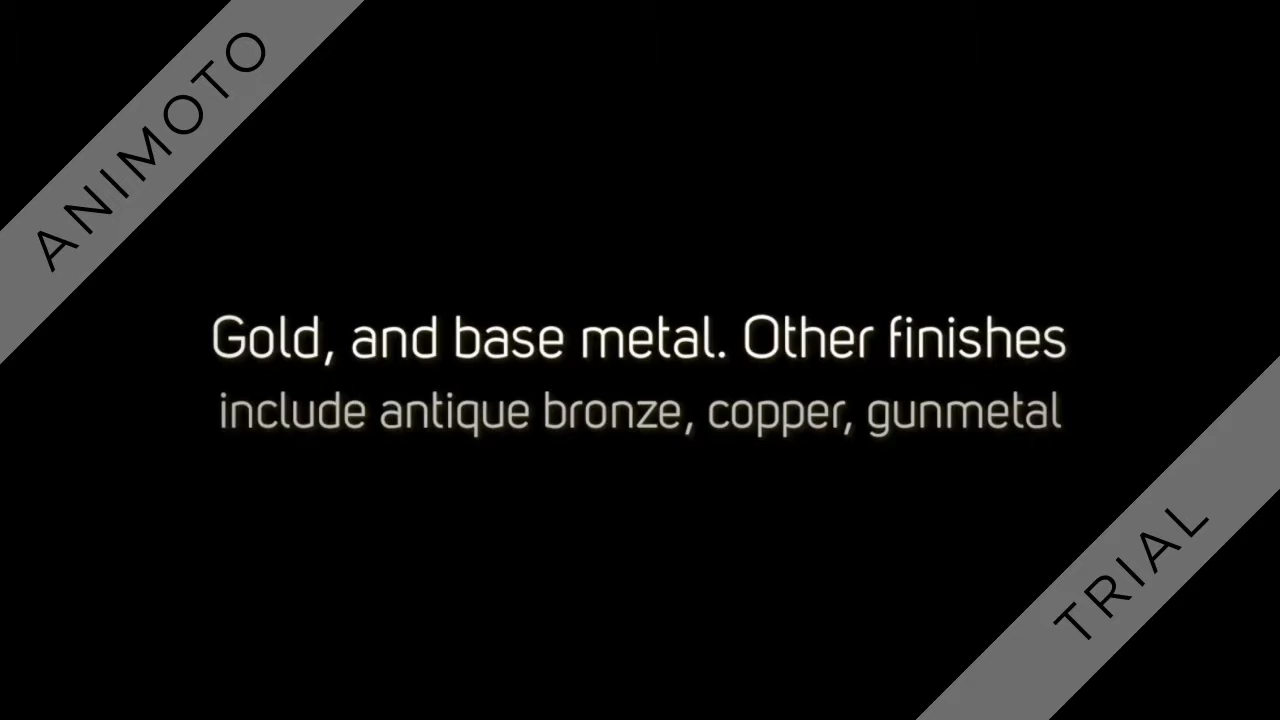 ANIMOTO
Gold, and base metal. Other finishes
include antique bronze, copper, gunmetal
TRIAL